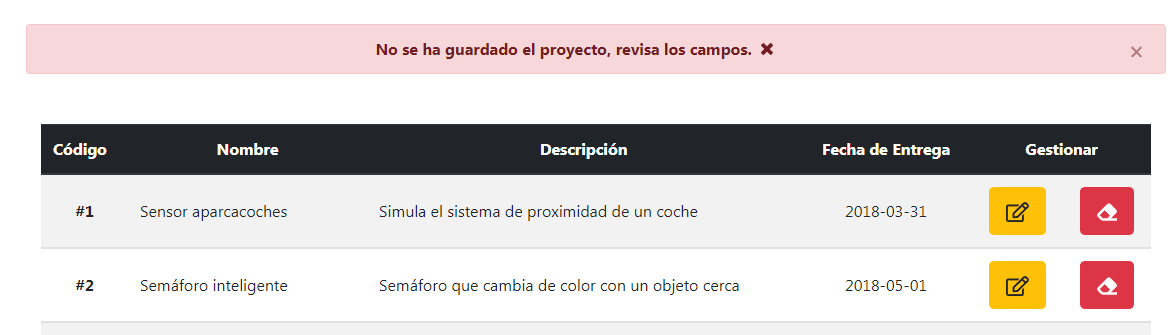 No se ha guardado el proyecto, revisa los campos. ✖ ×
Código Nombre Descripción Fecha de Entrega Gestionar
#1 Sensor aparcacoches Simula el sistema de proximidad de un coche 2018-03-31
#2 Semáforo inteligente Semáforo que cambia de color con un objeto cerca 2018-05-01